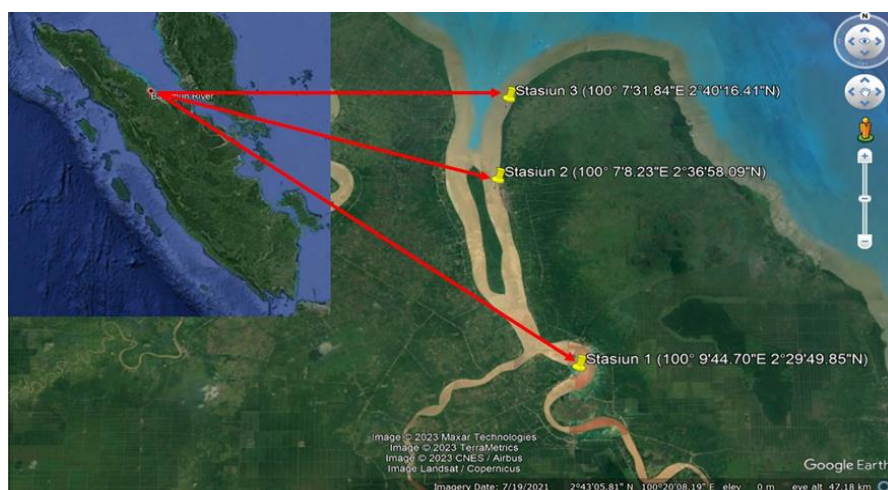 N
River
Stasiun 3 (100° 7'31.84"E 2°40'16.41"N)
Stasiun 2 (100° 7'8.23"E 2°36'58.09"N)
Stasiun 1 (100° 9'44.70"E 2°29'49.85"N)
Image © 2023 Maxar Technologies
Image © 2023 TerraMetrics
Image © 2023 CNES / Airbus
Image Landsat / Copernicus
Google Earth
Imagery Date: 7/19/2021 2°43'05.81" N 100°20'08.19" E elev 0 m eye alt 47.18 km